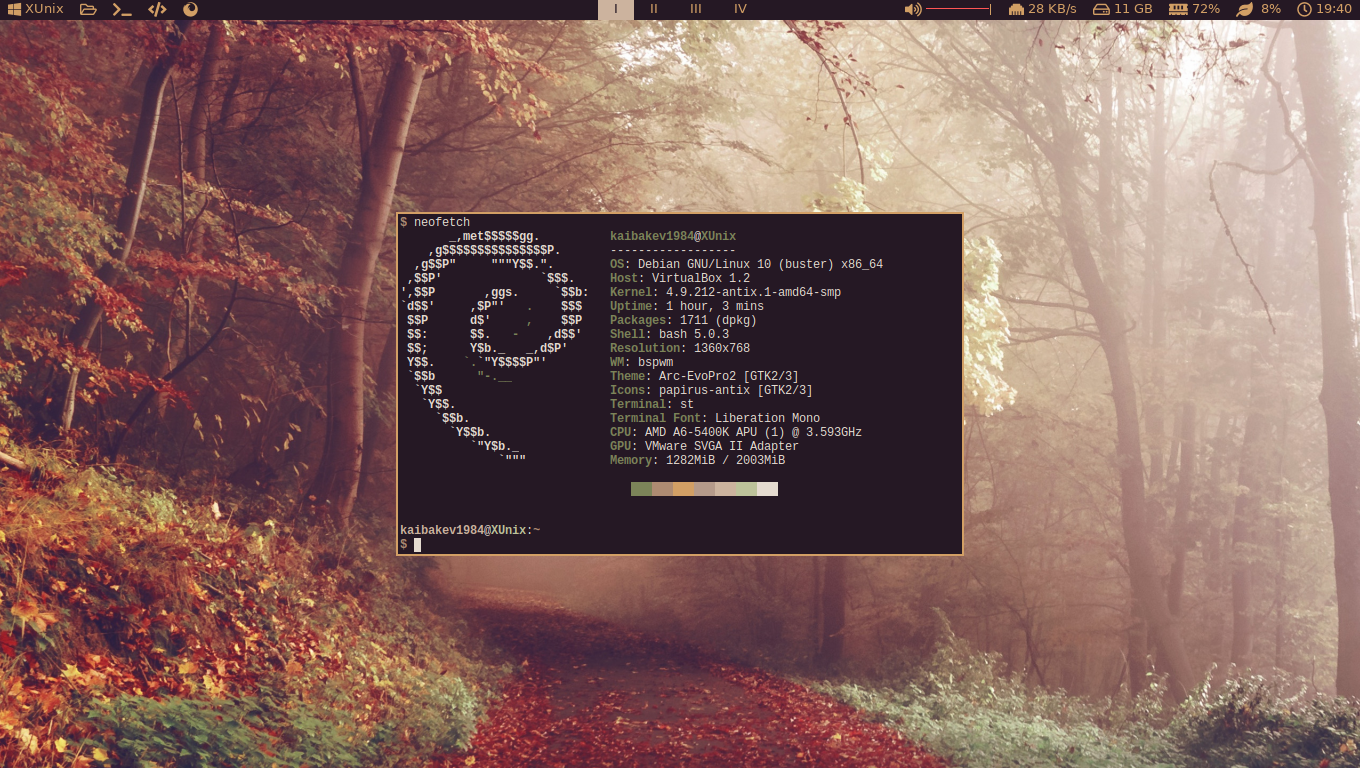 XUnix I II III IV 28 KB/s 11 GB 72% 8% 19:40
$ neofetch
_,met$$$$$gg. kaibakev1984@XUnix
,g$$$$$$$$$$$$$$$P. ------------------
,g$$P"     """Y$$.". OS: Debian GNU/Linux 10 (buster) x86_64
,$$P'              `$$$. Host: VirtualBox 1.2
',$$P       ,ggs.     `$$b: Kernel: 4.9.212-antix.1-amd64-smp
`d$$'     ,$P"'   .    $$$ Uptime: 1 hour, 3 mins
$$P      d$'     ,    $$P Packages: 1711 (dpkg)
$$:      $$.   -    ,d$$' Shell: bash 5.0.3
$$;      Y$b._   _,d$P' Resolution: 1360x768
Y$$.    `.`"Y$$$$P"' WM: bspwm
`$$b      "-.__ Theme: Arc-EvoPro2 [GTK2/3]
`Y$$ Icons: papirus-antix [GTK2/3]
`Y$$. Terminal: st
`$$b. Terminal Font: Liberation Mono
`Y$$b. CPU: AMD A6-5400K APU (1) @ 3.593GHz
`"Y$b._ GPU: VMware SVGA II Adapter
`""" Memory: 1282MiB / 2003MiB
kaibakev1984@XUnix:~
$